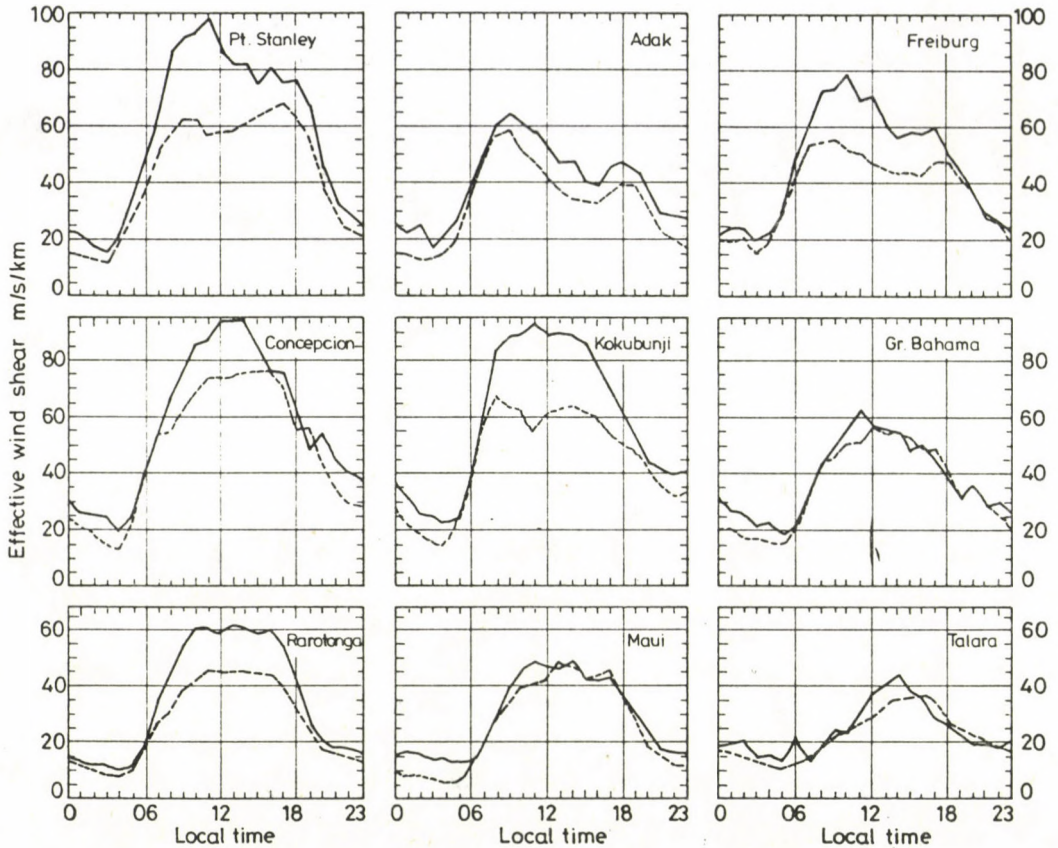 100 Pt. Stanley Adak Freiburg 100
80 80
60 60
40 40
20 20
0 0
Effective wind shear m/s/km
Concepcion Kokubunji Gr. Bahama
80 80
60 60
40 40
20 20
0 0
Rarotonga Maui Talara
60 60
40 40
20 20
0 0
0 06 12 18 23 0 06 12 18 23 0 06 12 18 23
Local time Local time Local time